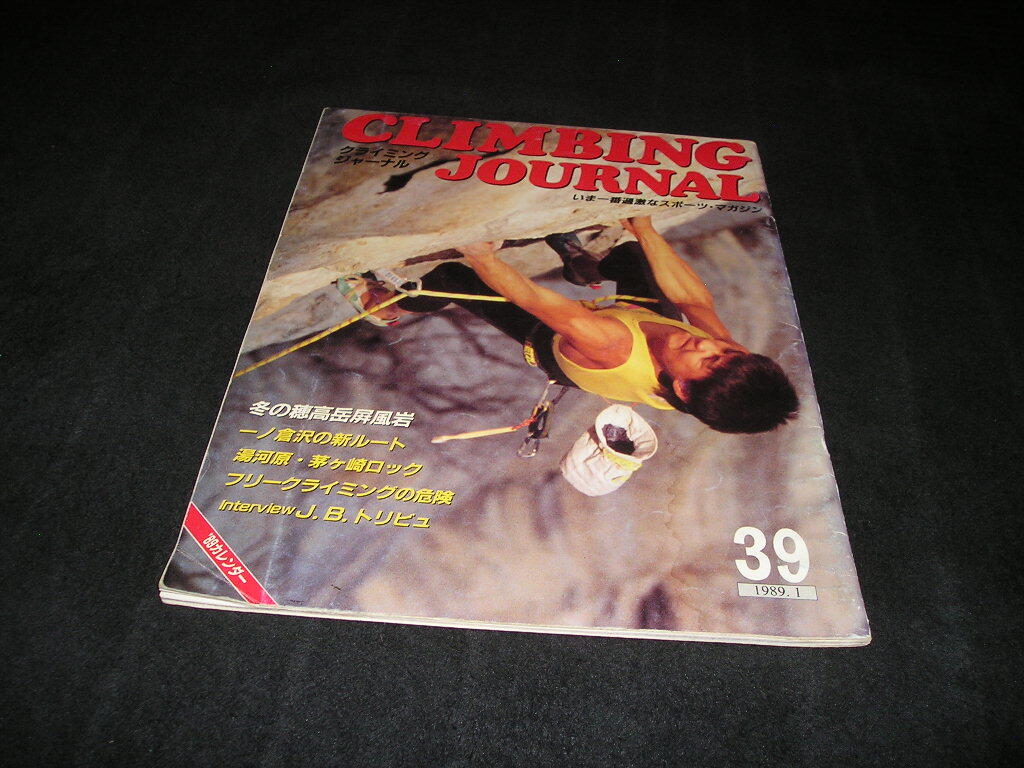 CLIMBING
JOURNAL
クライミング
ジャーナル
いま一番過激なスポーツ・マガジン
冬の穂高岳屏風岩
一ノ倉沢の新ルート
湯河原・茅ヶ崎ロック
フリークライミングの危険
Interview J. B. トリビュ
'89カレンダー
39
1989. 1